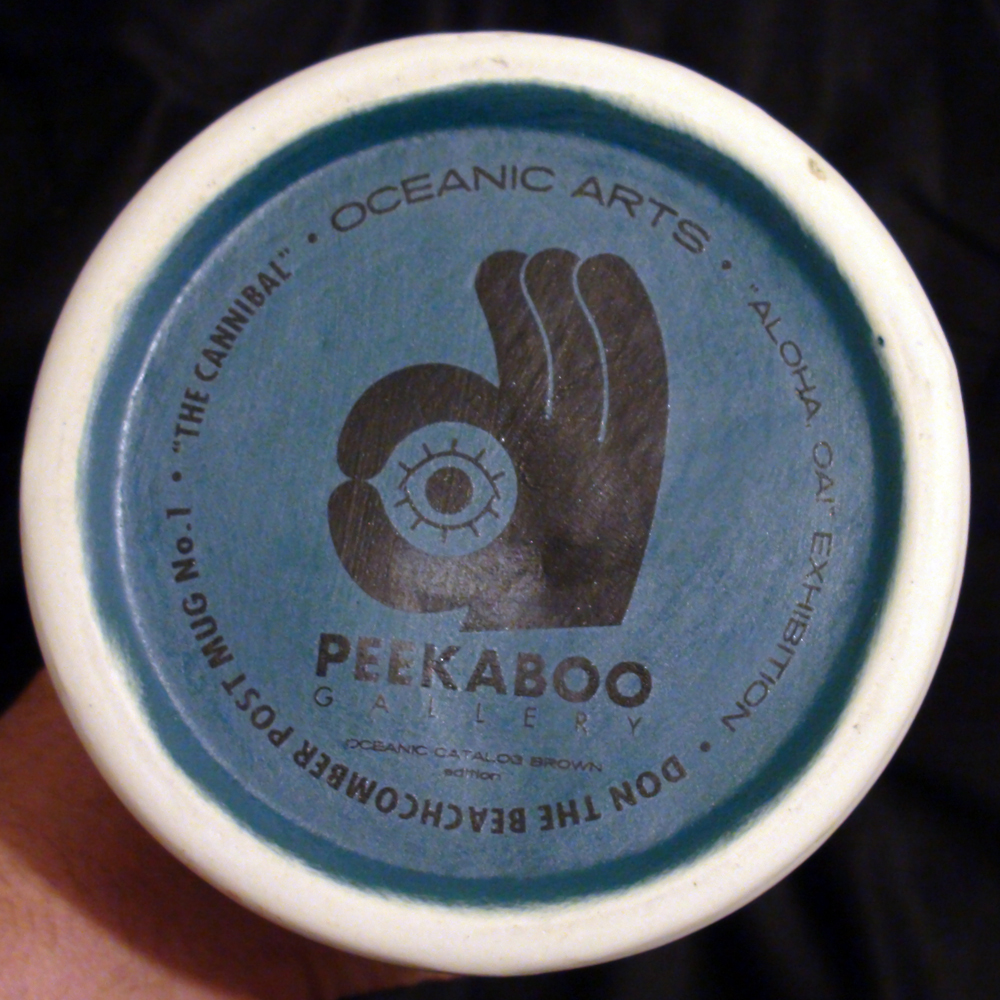 OCEANIC ARTS • "ALOHA, OA!" EXHIBITION • DON THE BEACHCOMBER POST MUG No.1 • "THE CANNIBAL" •
PEEKABOO
GALLERY
OCEANIC CATALOG BROWN
edition